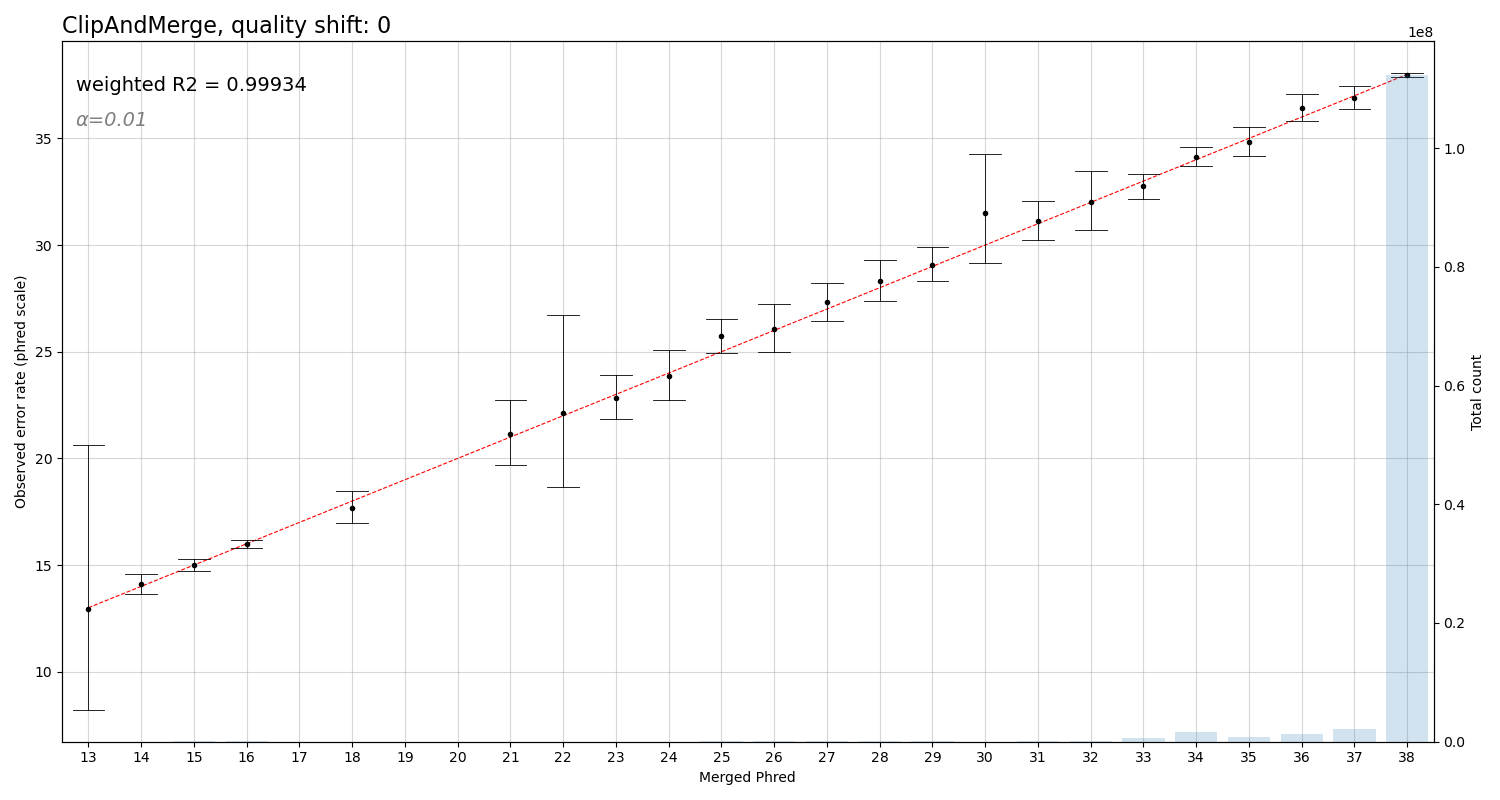 ClipAndMerge, quality shift: 0
1e8
weighted R2 = 0.99934
α=0.01
35
30
25
20
15
10
Observed error rate (phred scale)
1.0
0.8
0.6
0.4
0.2
0.0
Total count
13 14 15 16 17 18 19 20 21 22 23 24 25 26 27 28 29 30 31 32 33 34 35 36 37 38
Merged Phred